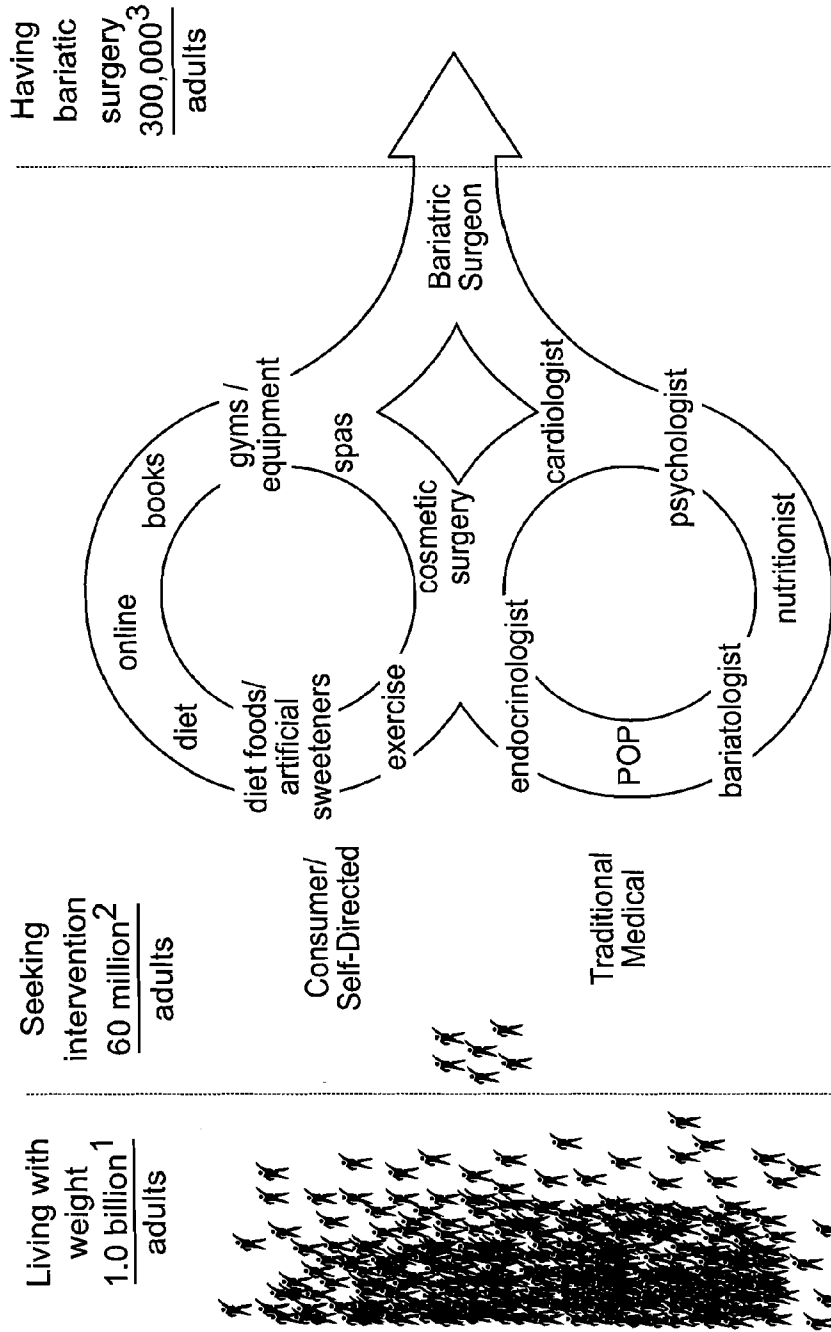 Living with
weight
1.0 billion1
adults
Seeking
intervention
60 million2
adults
Having
bariatic
surgery
300,0003
adults
Consumer/
Self-Directed
Traditional
Medical
diet
online
books
gyms /
equipment
spas
diet foods/
artificial
sweeteners
exercise
cosmetic
surgery
endocrinologist
POP
bariatologist
nutritionist
psychologist
cardiologist
Bariatric
Surgeon